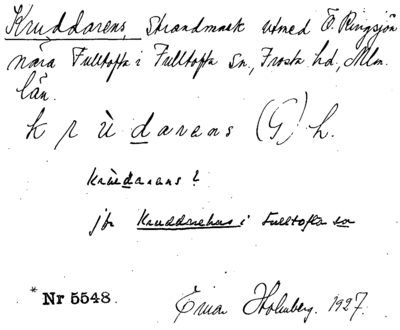 Kruddarens, Strandmark utmed Ö. Ringsjön
nära Fulltofta i Fulltofta sn, Frosta hd, Mlm.
län.
k r ù d a r e n s (G) h.
krùdarens?
jfr Kruddarehus i Fulltofta sn
* Nr 5548. Einar Holmberg. 1927.